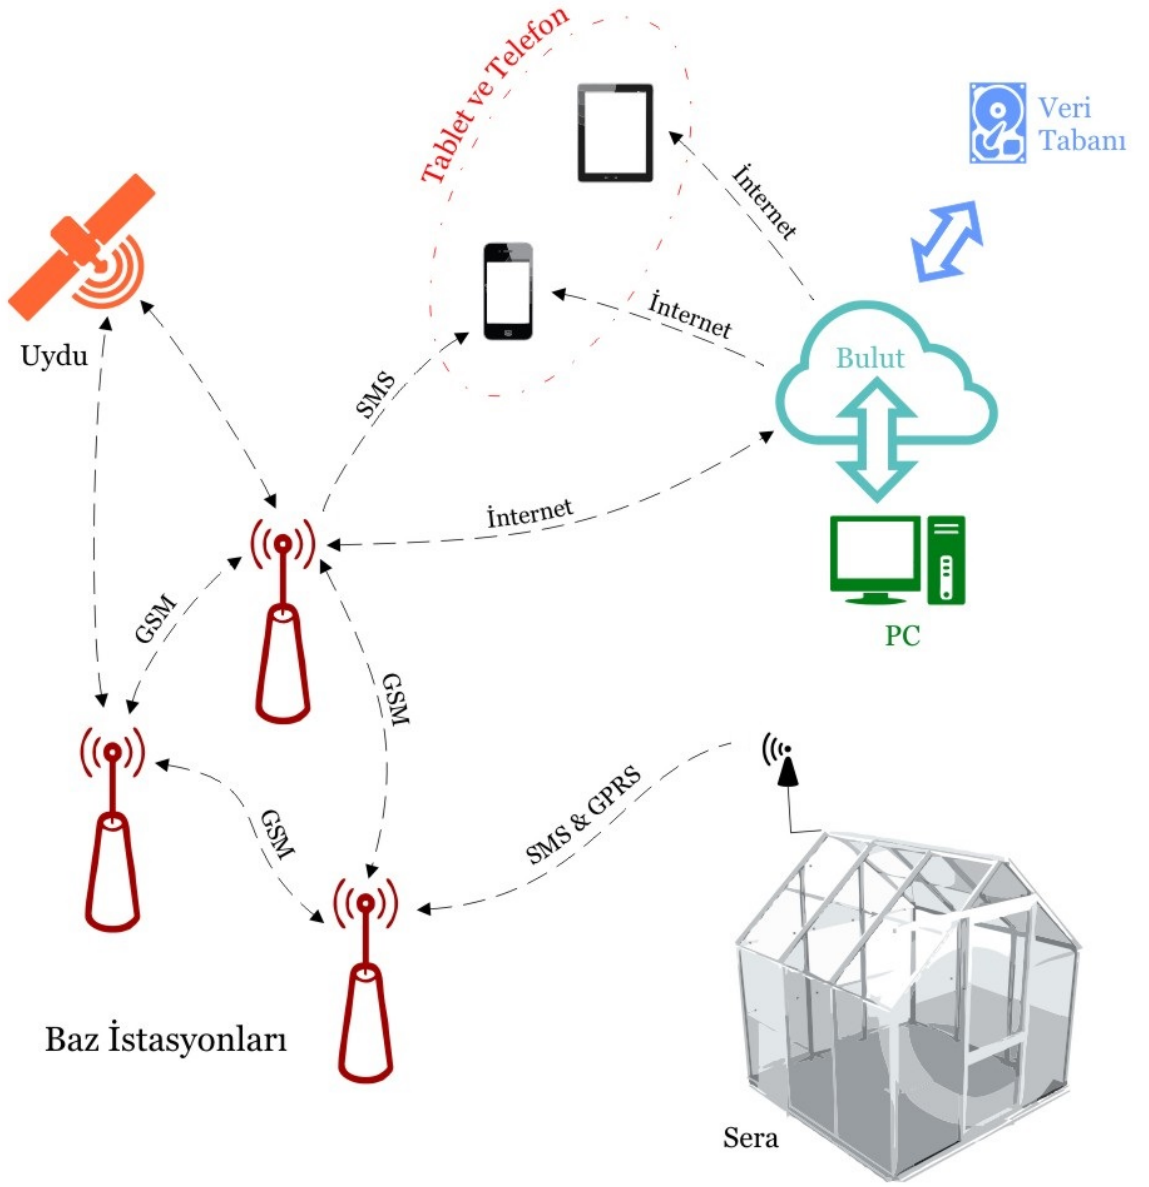 Tablet ve Telefon
Veri
Tabanı
İnternet
İnternet
Uydu
Bulut
SMS
İnternet
PC
GSM
GSM
GSM
SMS & GPRS
Baz İstasyonları
Sera